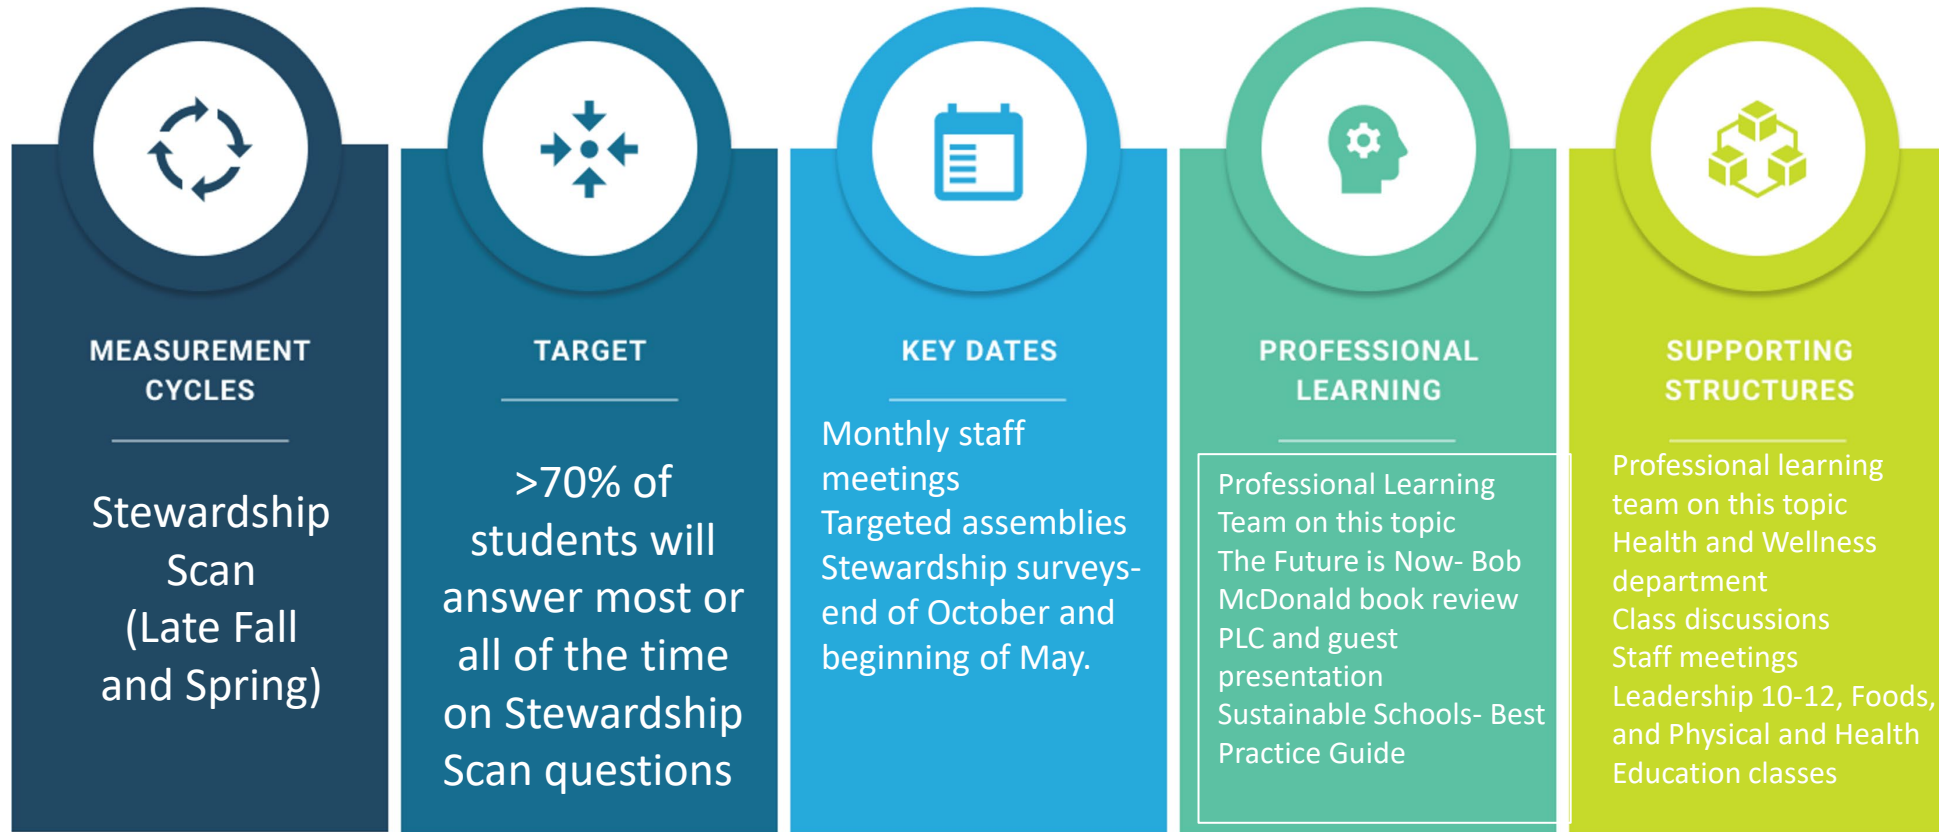 MEASUREMENT
CYCLES
Stewardship
Scan
(Late Fall
and Spring)
TARGET
>70% of
students will
answer most or
all of the time
on Stewardship
Scan questions
KEY DATES
Monthly staff
meetings
Targeted assemblies
Stewardship surveys-
end of October and
beginning of May.
PROFESSIONAL
LEARNING
Professional Learning
Team on this topic
The Future is Now- Bob
McDonald book review
PLC and guest
presentation
Sustainable Schools- Best
Practice Guide
SUPPORTING
STRUCTURES
Professional learning
team on this topic
Health and Wellness
department
Class discussions
Staff meetings
Leadership 10-12, Foods,
and Physical and Health
Education classes